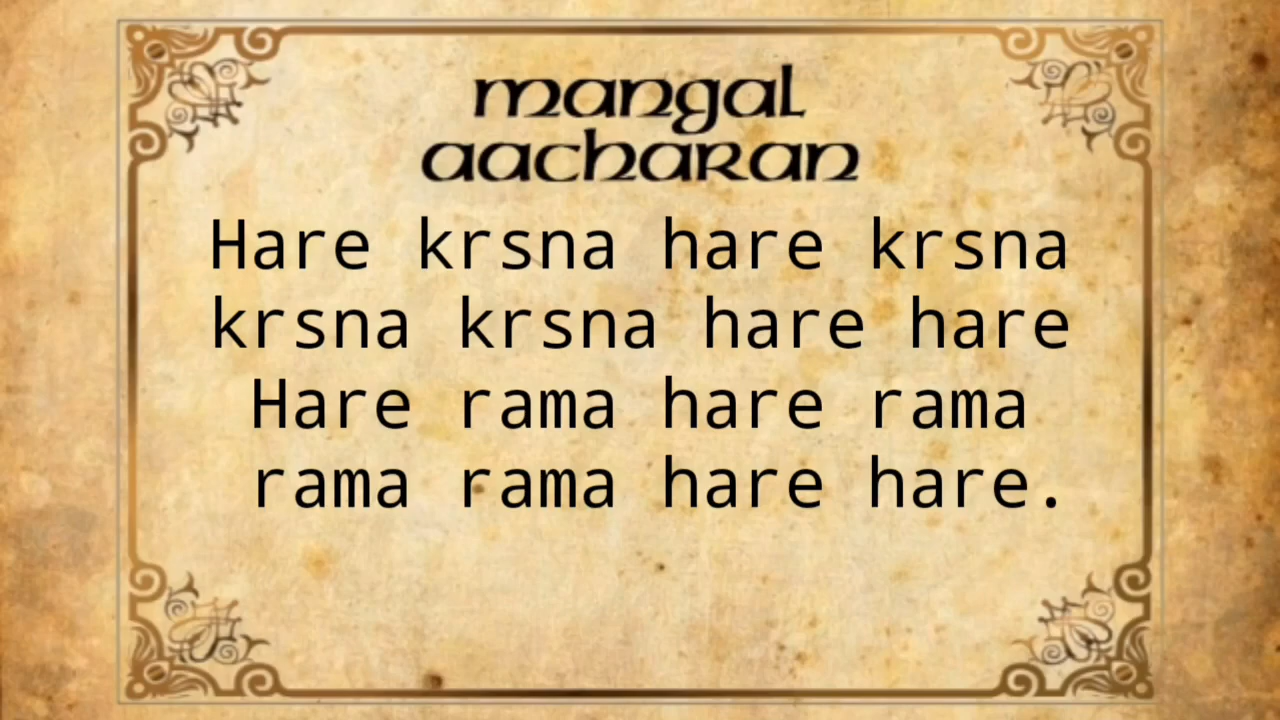 mangal
aacharan
Hare krsna hare krsna
krsna krsna hare hare
Hare rama hare rama
rama rama hare hare.